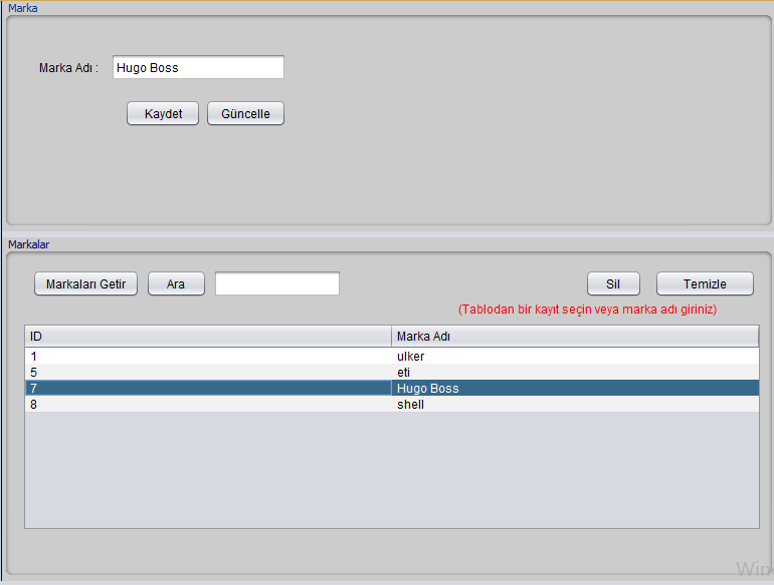 Marka
Marka Adı : Hugo Boss
Kaydet Güncelle
Markalar
Markaları Getir Ara Sil Temizle
(Tablodan bir kayıt seçin veya marka adı giriniz)
ID Marka Adı
1 ulker
5 eti
7 Hugo Boss
8 shell